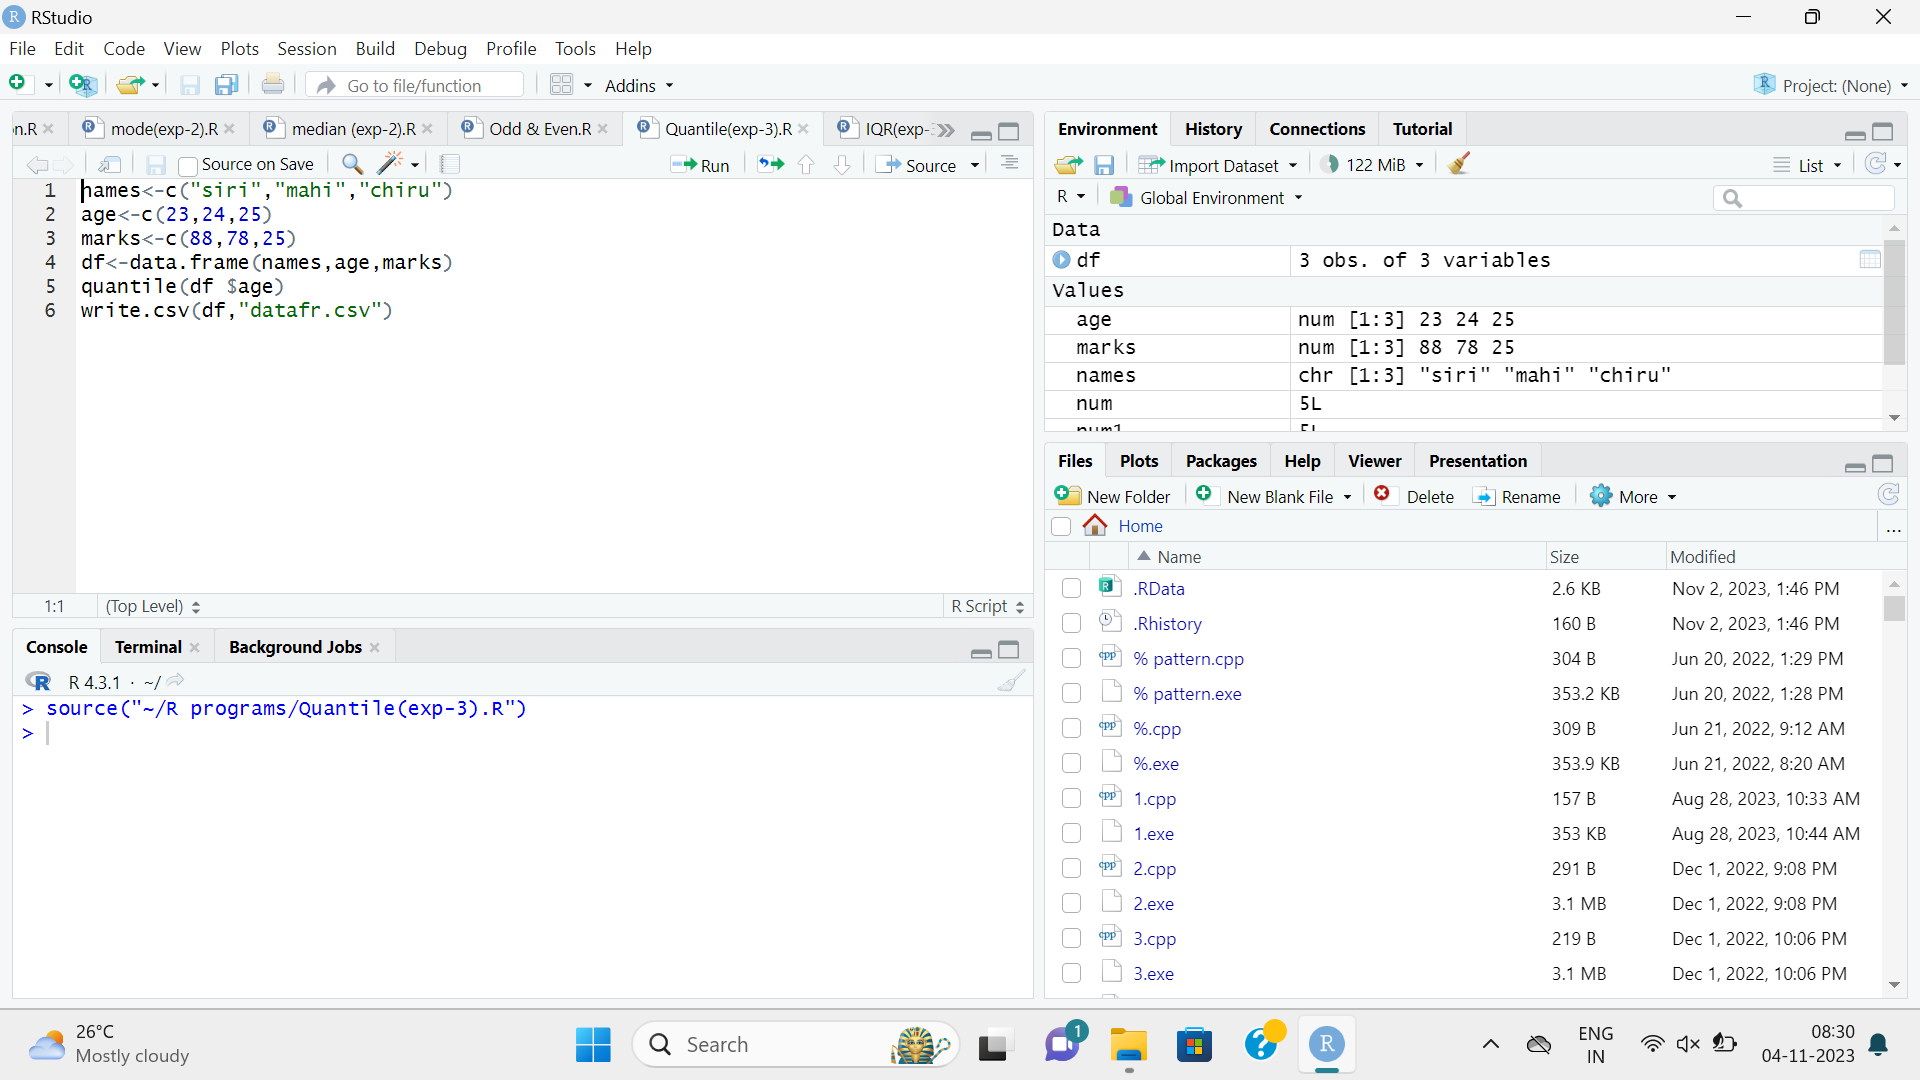 RStudio
File Edit Code View Plots Session Build Debug Profile Tools Help
Go to file/function Addins Project: (None)
n.R mode(exp-2).R median (exp-2).R Odd & Even.R Quantile(exp-3).R IQR(exp-
Source on Save Run Source
1 names<-c("siri","mahi","chiru")
2 age<-c(23,24,25)
3 marks<-c(88,78,25)
4 df<-data.frame(names,age,marks)
5 quantile(df $age)
6 write.csv(df,"datafr.csv")
1:1 (Top Level) R Script
Console Terminal Background Jobs
R 4.3.1 · ~/
> source("~/R programs/Quantile(exp-3).R")
>
Environment History Connections Tutorial
Import Dataset 122 MiB List
R Global Environment
Data
df 3 obs. of 3 variables
Values
age num [1:3] 23 24 25
marks num [1:3] 88 78 25
names chr [1:3] "siri" "mahi" "chiru"
num 5L
num1 5L
Files Plots Packages Help Viewer Presentation
New Folder New Blank File Delete Rename More
Home ...
Name Size Modified
.RData 2.6 KB Nov 2, 2023, 1:46 PM
.Rhistory 160 B Nov 2, 2023, 1:46 PM
% pattern.cpp 304 B Jun 20, 2022, 1:29 PM
% pattern.exe 353.2 KB Jun 20, 2022, 1:28 PM
%.cpp 309 B Jun 21, 2022, 9:12 AM
%.exe 353.9 KB Jun 21, 2022, 8:20 AM
1.cpp 157 B Aug 28, 2023, 10:33 AM
1.exe 353 KB Aug 28, 2023, 10:44 AM
2.cpp 291 B Dec 1, 2022, 9:08 PM
2.exe 3.1 MB Dec 1, 2022, 9:08 PM
3.cpp 219 B Dec 1, 2022, 10:06 PM
3.exe 3.1 MB Dec 1, 2022, 10:06 PM
26°C
Mostly cloudy
Search
1
ENG
IN
08:30
04-11-2023